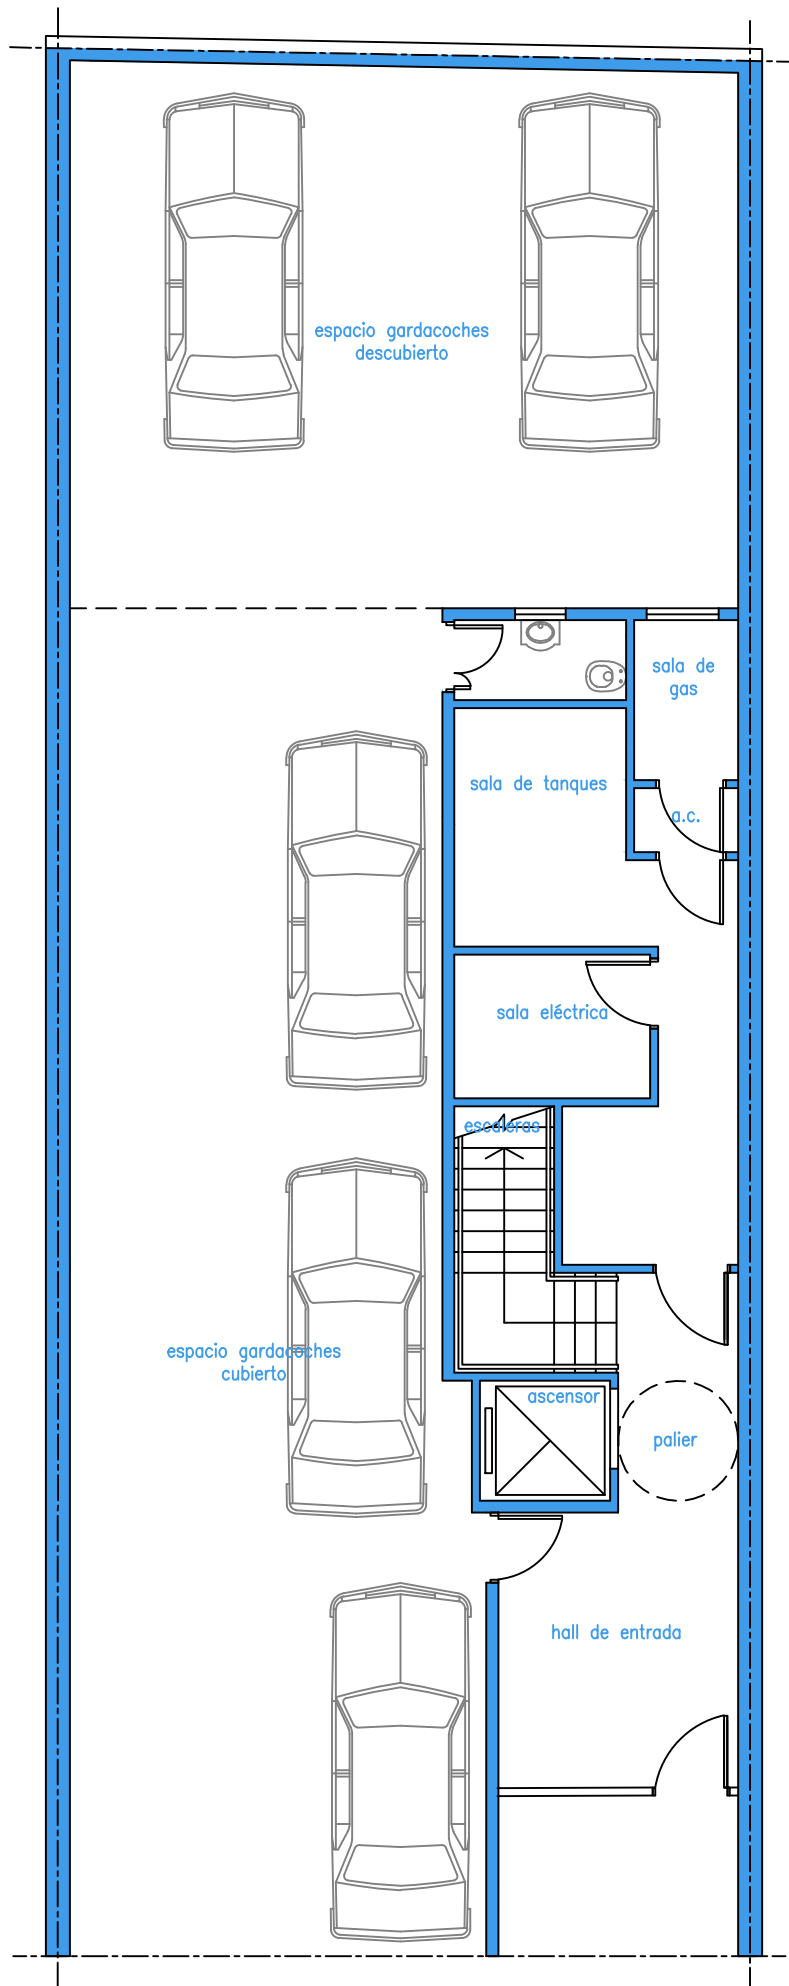 espacio gardacoches
descubierto
sala de
gas
sala de tanques
a.c.
sala eléctrica
escaleras
espacio gardacoches
cubierto
ascensor
palier
hall de entrada